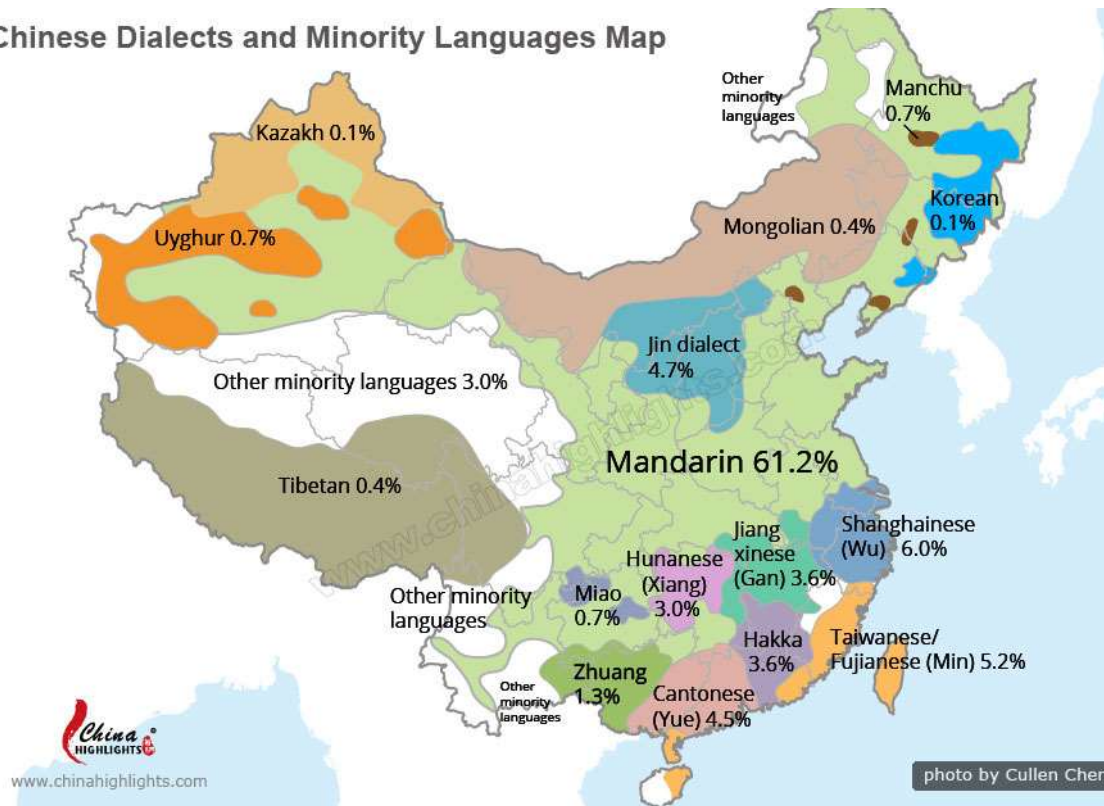 Chinese Dialects and Minority Languages Map
Other
minority
languages
Manchu
0.7%
Kazakh 0.1%
Korean
0.1%
Mongolian 0.4%
Uyghur 0.7%
Jin dialect
4.7%
Other minority languages 3.0%
Mandarin 61.2%
Tibetan 0.4%
Shanghainese
(Wu) 6.0%
Jiang
xinese
(Gan) 3.6%
Hunanese
(Xiang)
3.0%
Miao
0.7%
Other minority
languages
Hakka
3.6%
Taiwanese/
Fujianese (Min) 5.2%
Zhuang
1.3%
Other
minority
languages
Cantonese
(Yue) 4.5%
www.chinahighlights.com
China
HIGHLIGHTS
www.chinahighlights.com
photo by Cullen Chen